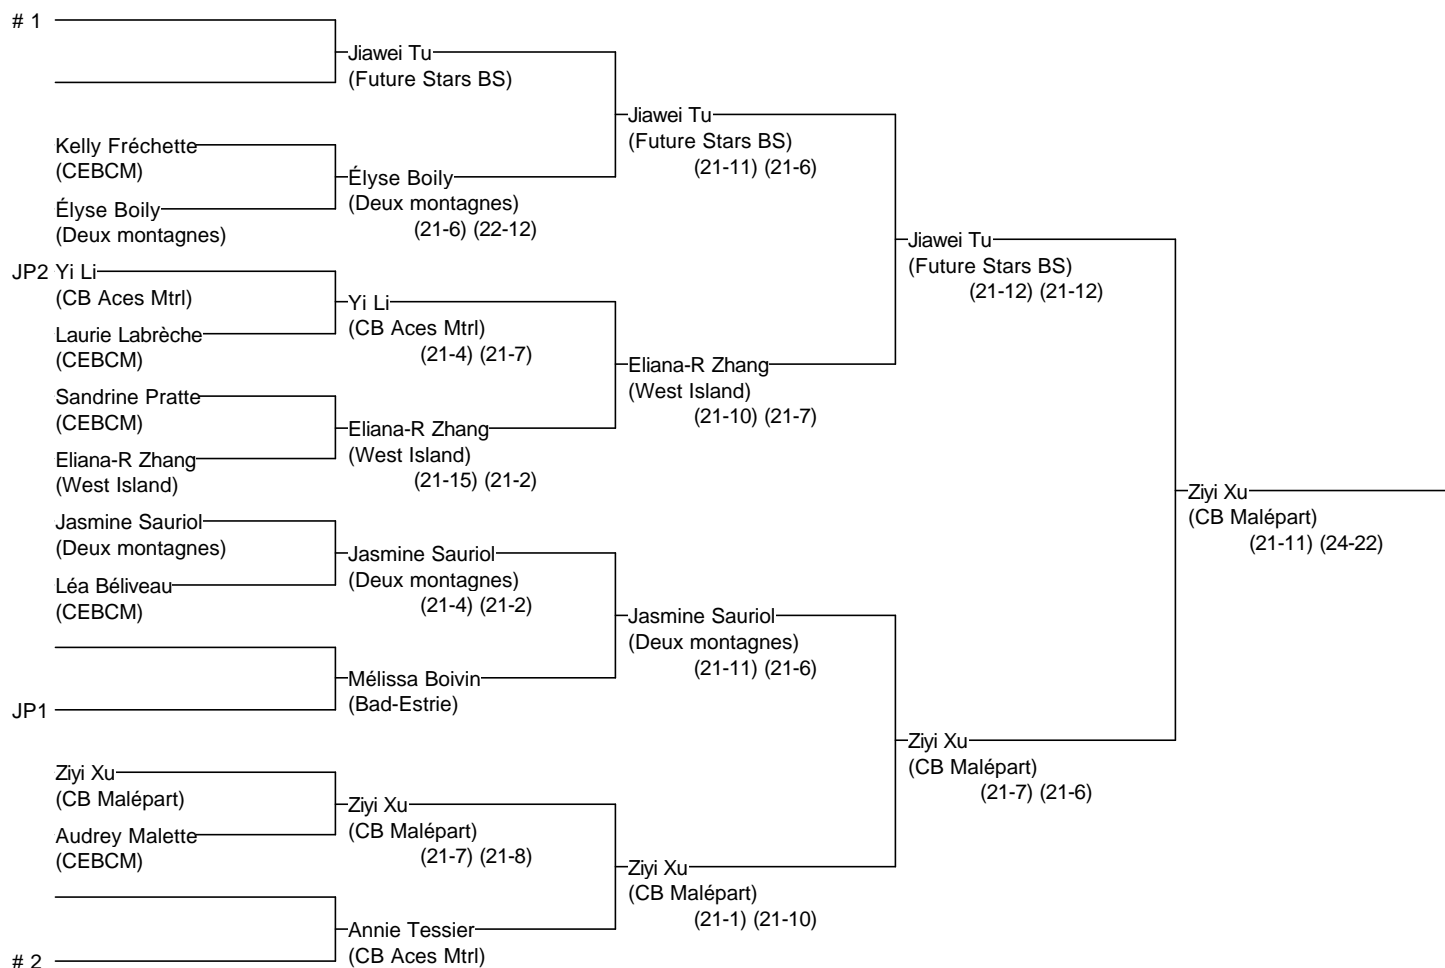 # 1
Jiawei Tu
(Future Stars BS)
Kelly Fréchette
(CEBCM)
Élyse Boily
(Deux montagnes)
Élyse Boily
(Deux montagnes)
(21-6) (22-12)
Jiawei Tu
(Future Stars BS)
(21-11) (21-6)
JP2 Yi Li
(CB Aces Mtrl)
Laurie Labrèche
(CEBCM)
Yi Li
(CB Aces Mtrl)
(21-4) (21-7)
Sandrine Pratte
(CEBCM)
Eliana-R Zhang
(West Island)
Eliana-R Zhang
(West Island)
(21-15) (21-2)
Eliana-R Zhang
(West Island)
(21-10) (21-7)
Jiawei Tu
(Future Stars BS)
(21-12) (21-12)
Jasmine Sauriol
(Deux montagnes)
Léa Béliveau
(CEBCM)
Jasmine Sauriol
(Deux montagnes)
(21-4) (21-2)
JP1
Mélissa Boivin
(Bad-Estrie)
Jasmine Sauriol
(Deux montagnes)
(21-11) (21-6)
Ziyi Xu
(CB Malépart)
Audrey Malette
(CEBCM)
Ziyi Xu
(CB Malépart)
(21-7) (21-8)
# 2
Annie Tessier
(CB Aces Mtrl)
Ziyi Xu
(CB Malépart)
(21-1) (21-10)
Ziyi Xu
(CB Malépart)
(21-7) (21-6)
Ziyi Xu
(CB Malépart)
(21-11) (24-22)